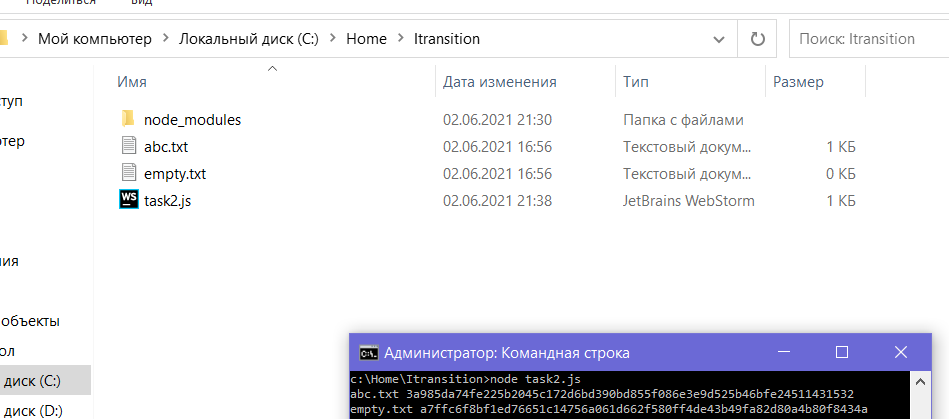 Поделиться Вид
Мой компьютер > Локальный диск (C:) > Home > Itransition
Поиск: Itransition
Имя Дата изменения Тип Размер
node_modules 02.06.2021 21:30 Папка с файлами
abc.txt 02.06.2021 16:56 Текстовый докум... 1 КБ
empty.txt 02.06.2021 16:56 Текстовый докум... 0 КБ
WS task2.js 02.06.2021 21:38 JetBrains WebStorm 1 КБ
ступ
ютер
ия
объекты
ол
диск (C:)
диск (D:)
C:\. Администратор: Командная строка
c:\Home\Itransition>node task2.js
abc.txt 3a985da74fe225b2045c172d6bd390bd855f086e3e9d525b46bfe24511431532
empty.txt a7ffc6f8bf1ed76651c14756a061d662f580ff4de43b49fa82d80a4b80f8434a